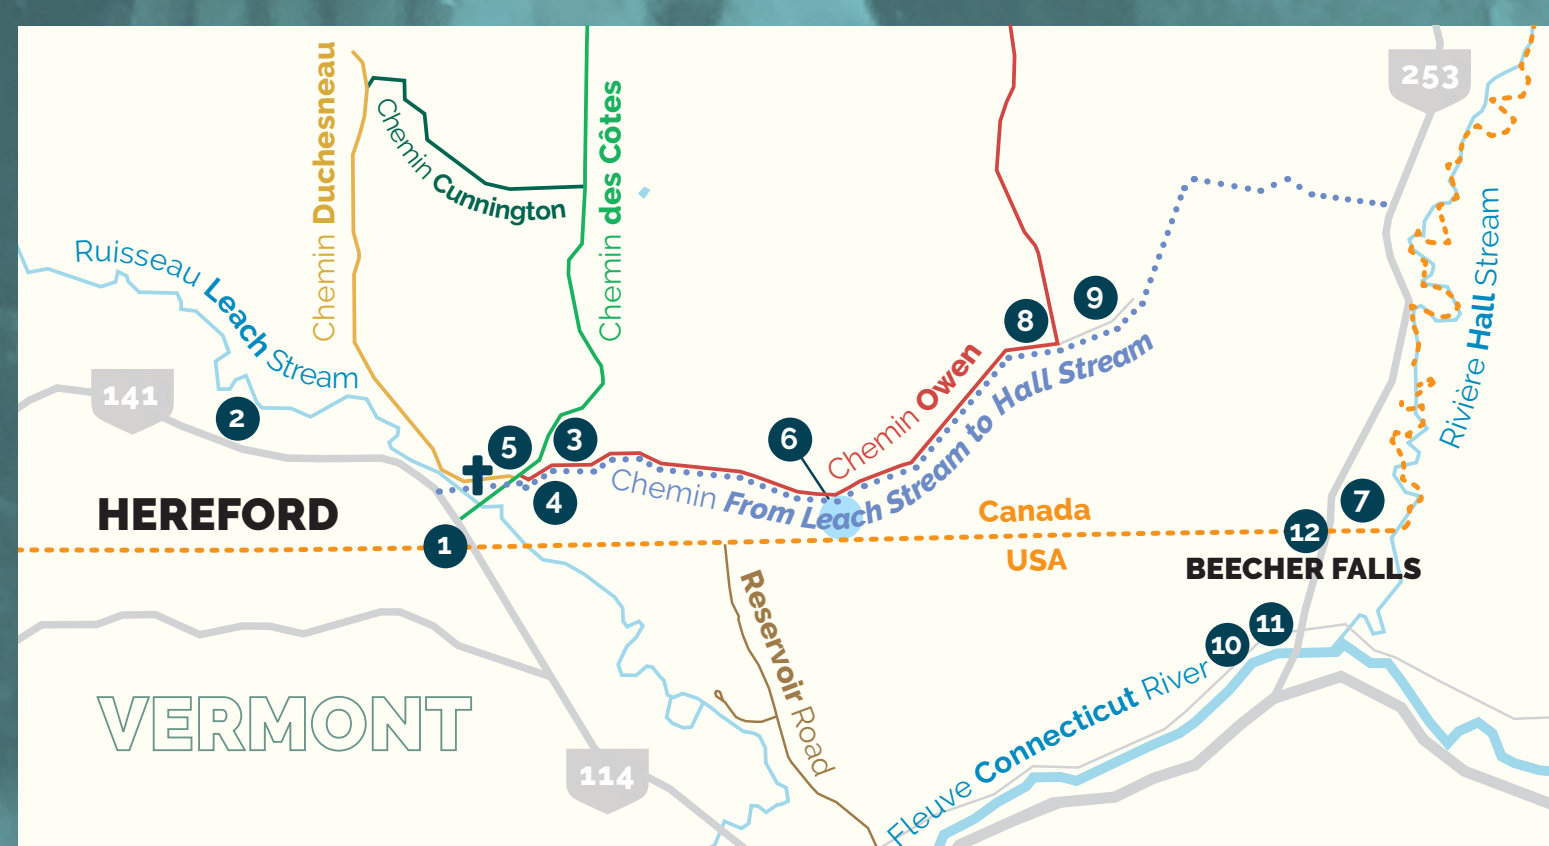 253
Chemin Duchesneau
Chemin Cunnington
Chemin des Côtes
Ruisseau Leach Stream
Rivière Hall Stream
9
8
141
2
5
3
6
Chemin Owen
Chemin From Leach Stream to Hall Stream
4
HEREFORD
1
Canada
USA
7
12
BEECHER FALLS
Reservoir Road
11
10
VERMONT
114
Fleuve Connecticut River